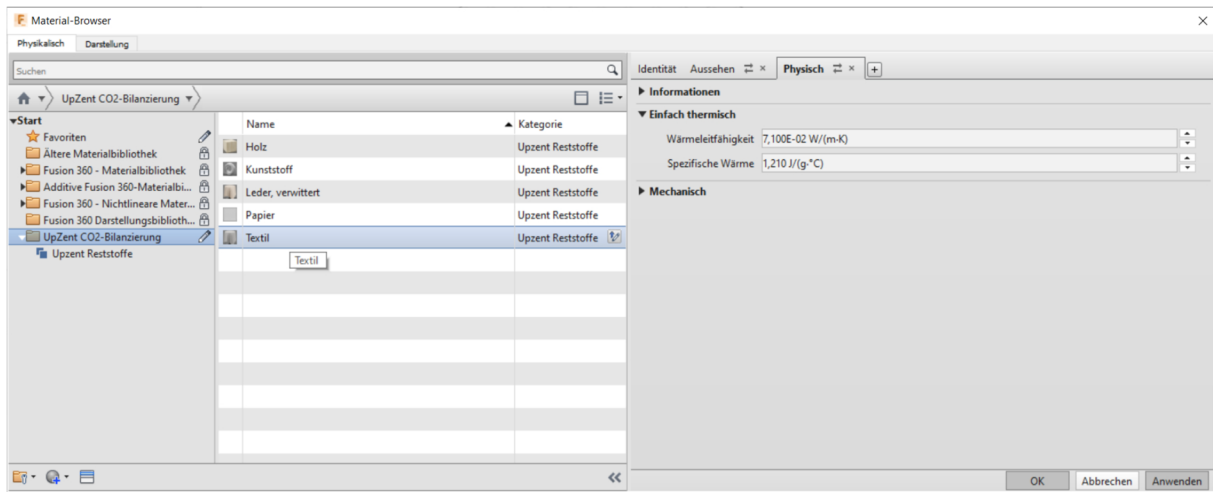 Material-Browser
Physikalisch Darstellung
Suchen
UpZent CO2-Bilanzierung
Start
Favoriten
Ältere Materialbibliothek
Fusion 360 - Materialbibliothek
Additive Fusion 360-Materialbi...
Fusion 360 - Nichtlineare Mater...
Fusion 360 Darstellungsbiblioth...
UpZent CO2-Bilanzierung
Upzent Reststoffe
Name Kategorie
Holz Upzent Reststoffe
Kunststoff Upzent Reststoffe
Leder, verwittert Upzent Reststoffe
Papier Upzent Reststoffe
Textil Upzent Reststoffe
Textil
Identität Aussehen Physisch
Informationen
Einfach thermisch
Wärmeleitfähigkeit 7,100E-02 W/(m·K)
Spezifische Wärme 1,210 J/(g·°C)
Mechanisch
OK Abbrechen Anwenden